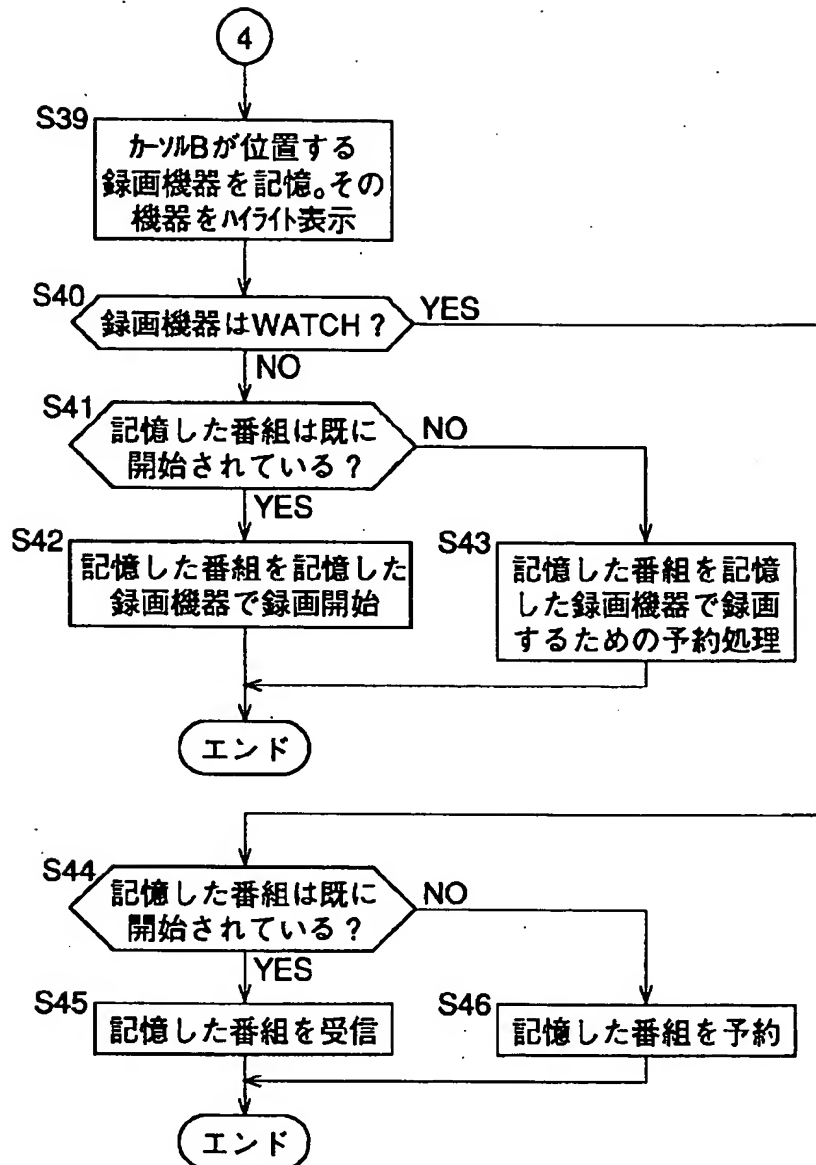 4
S39
カーソルBが位置する
録画機器を記憶。その
機器をハイライト表示
S40
録画機器はWATCH?
YES
NO
S41
記憶した番組は既に
開始されている?
NO
YES
S42
記憶した番組を記憶した
録画機器で録画開始
S43
記憶した番組を記憶
した録画機器で録画
するための予約処理
エンド
S44
記憶した番組は既に
開始されている?
NO
YES
S45
記憶した番組を受信
S46
記憶した番組を予約
エンド